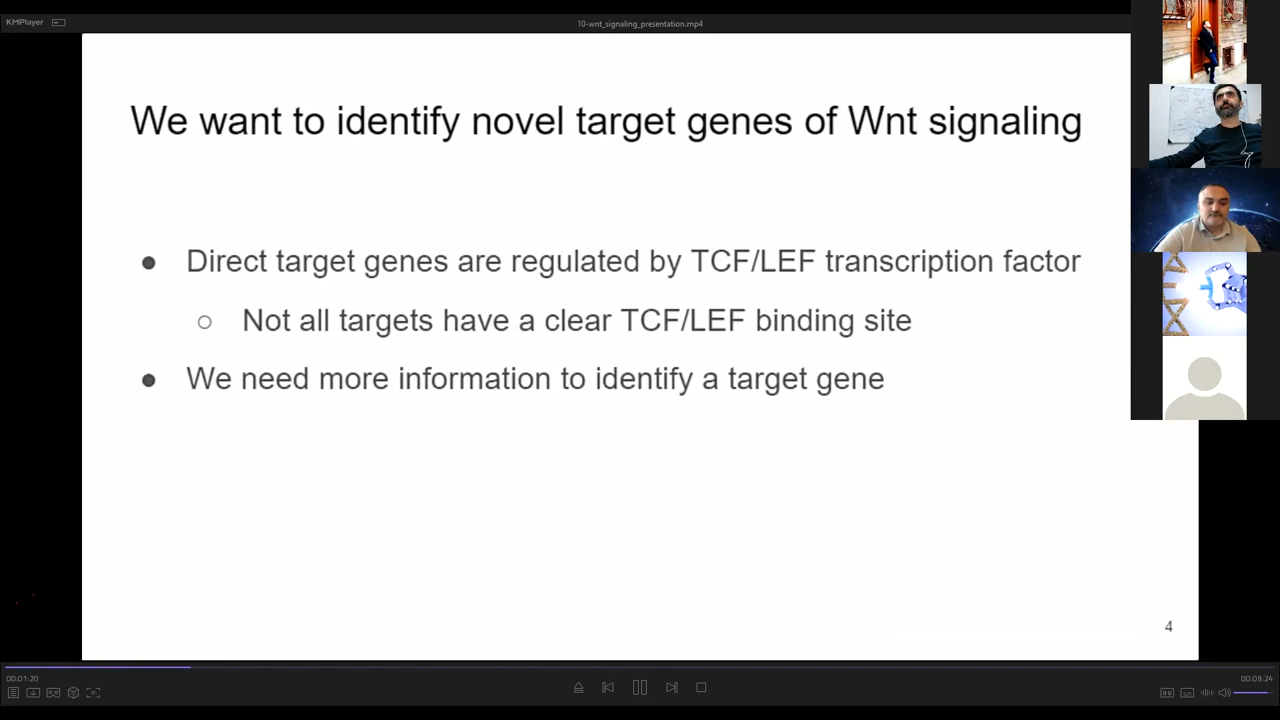 KMPlayer
10-wnt_signaling_presentation.mp4
We want to identify novel target genes of Wnt signaling
● Direct target genes are regulated by TCF/LEF transcription factor
○ Not all targets have a clear TCF/LEF binding site
● We need more information to identify a target gene
4
00:01:20
00:09:24